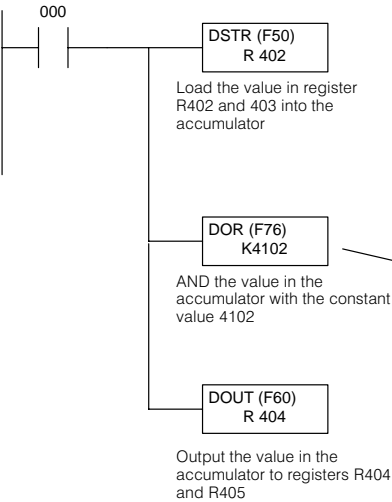 000
DSTR (F50)
R 402
Load the value in register
R402 and 403 into the
accumulator
DOR (F76)
K4102
AND the value in the
accumulator with the constant
value 4102
DOUT (F60)
R 404
Output the value in the
accumulator to registers R404
and R405